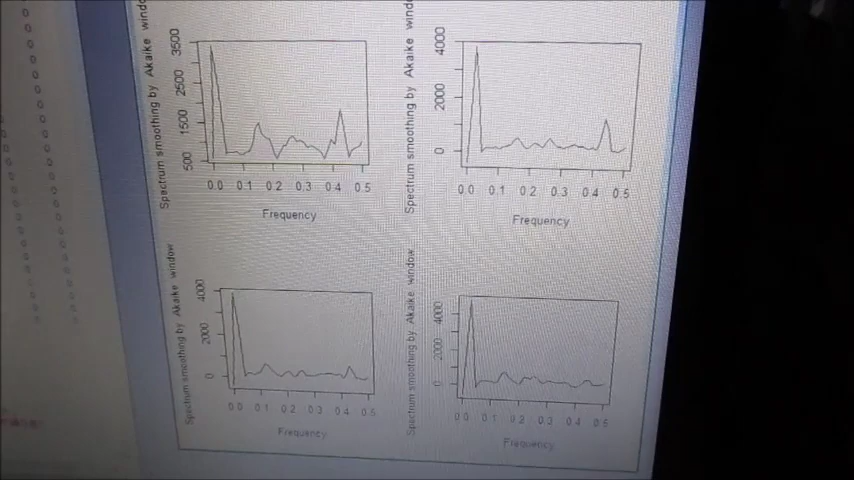 Spectrum smoothing by Akaike
3500
2500
1500
500
0.0 0.1 0.2 0.3 0.4 0.5
Frequency
Spectrum smoothing by Akaike
4000
2000
0
0.0 0.1 0.2 0.3 0.4 0.5
Frequency
Spectrum smoothing by Akaike window
4000
2000
0
0.0 0.1 0.2 0.3 0.4 0.5
Frequency
Spectrum smoothing by Akaike window
4000
2000
0
0.0 0.1 0.2 0.3 0.4 0.5
Frequency